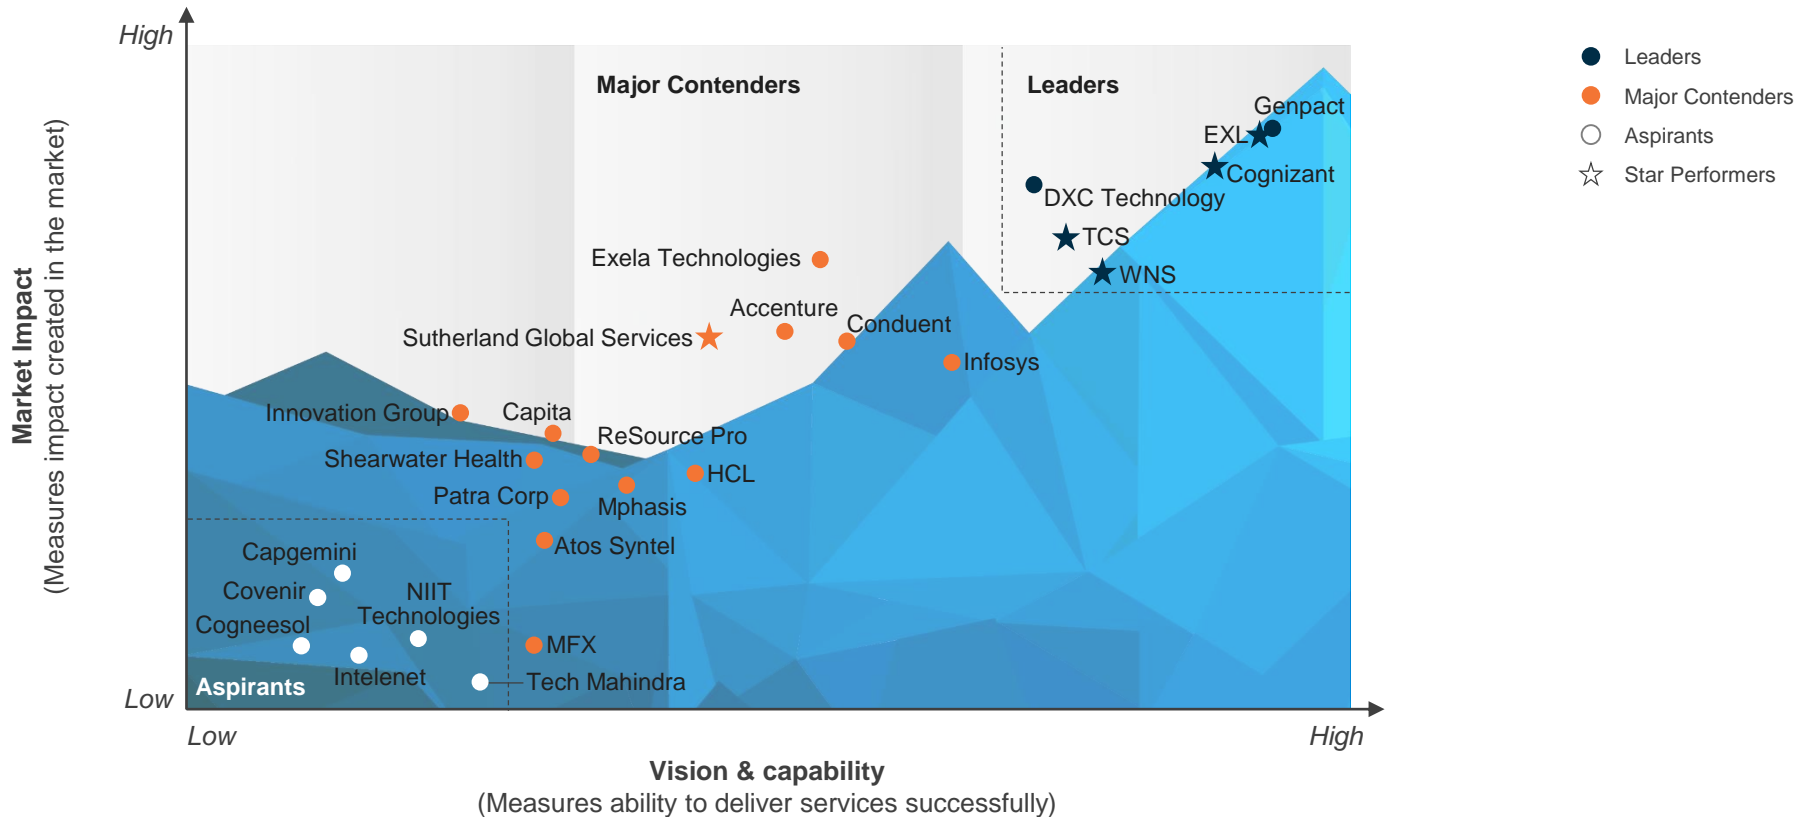 High
Major Contenders
Leaders
Leaders
Major Contenders
Aspirants
Star Performers
Genpact
EXL
Cognizant
DXC Technology
TCS
WNS
Exela Technologies
Accenture
Conduent
Sutherland Global Services
Infosys
Innovation Group
Capita
ReSource Pro
Shearwater Health
HCL
Patra Corp
Mphasis
Atos Syntel
Capgemini
Covenir
NIIT
Technologies
Cogneesol
MFX
Intelenet
Tech Mahindra
Aspirants
Market Impact
(Measures impact created in the market)
Low
Low
High
Vision & capability
(Measures ability to deliver services successfully)